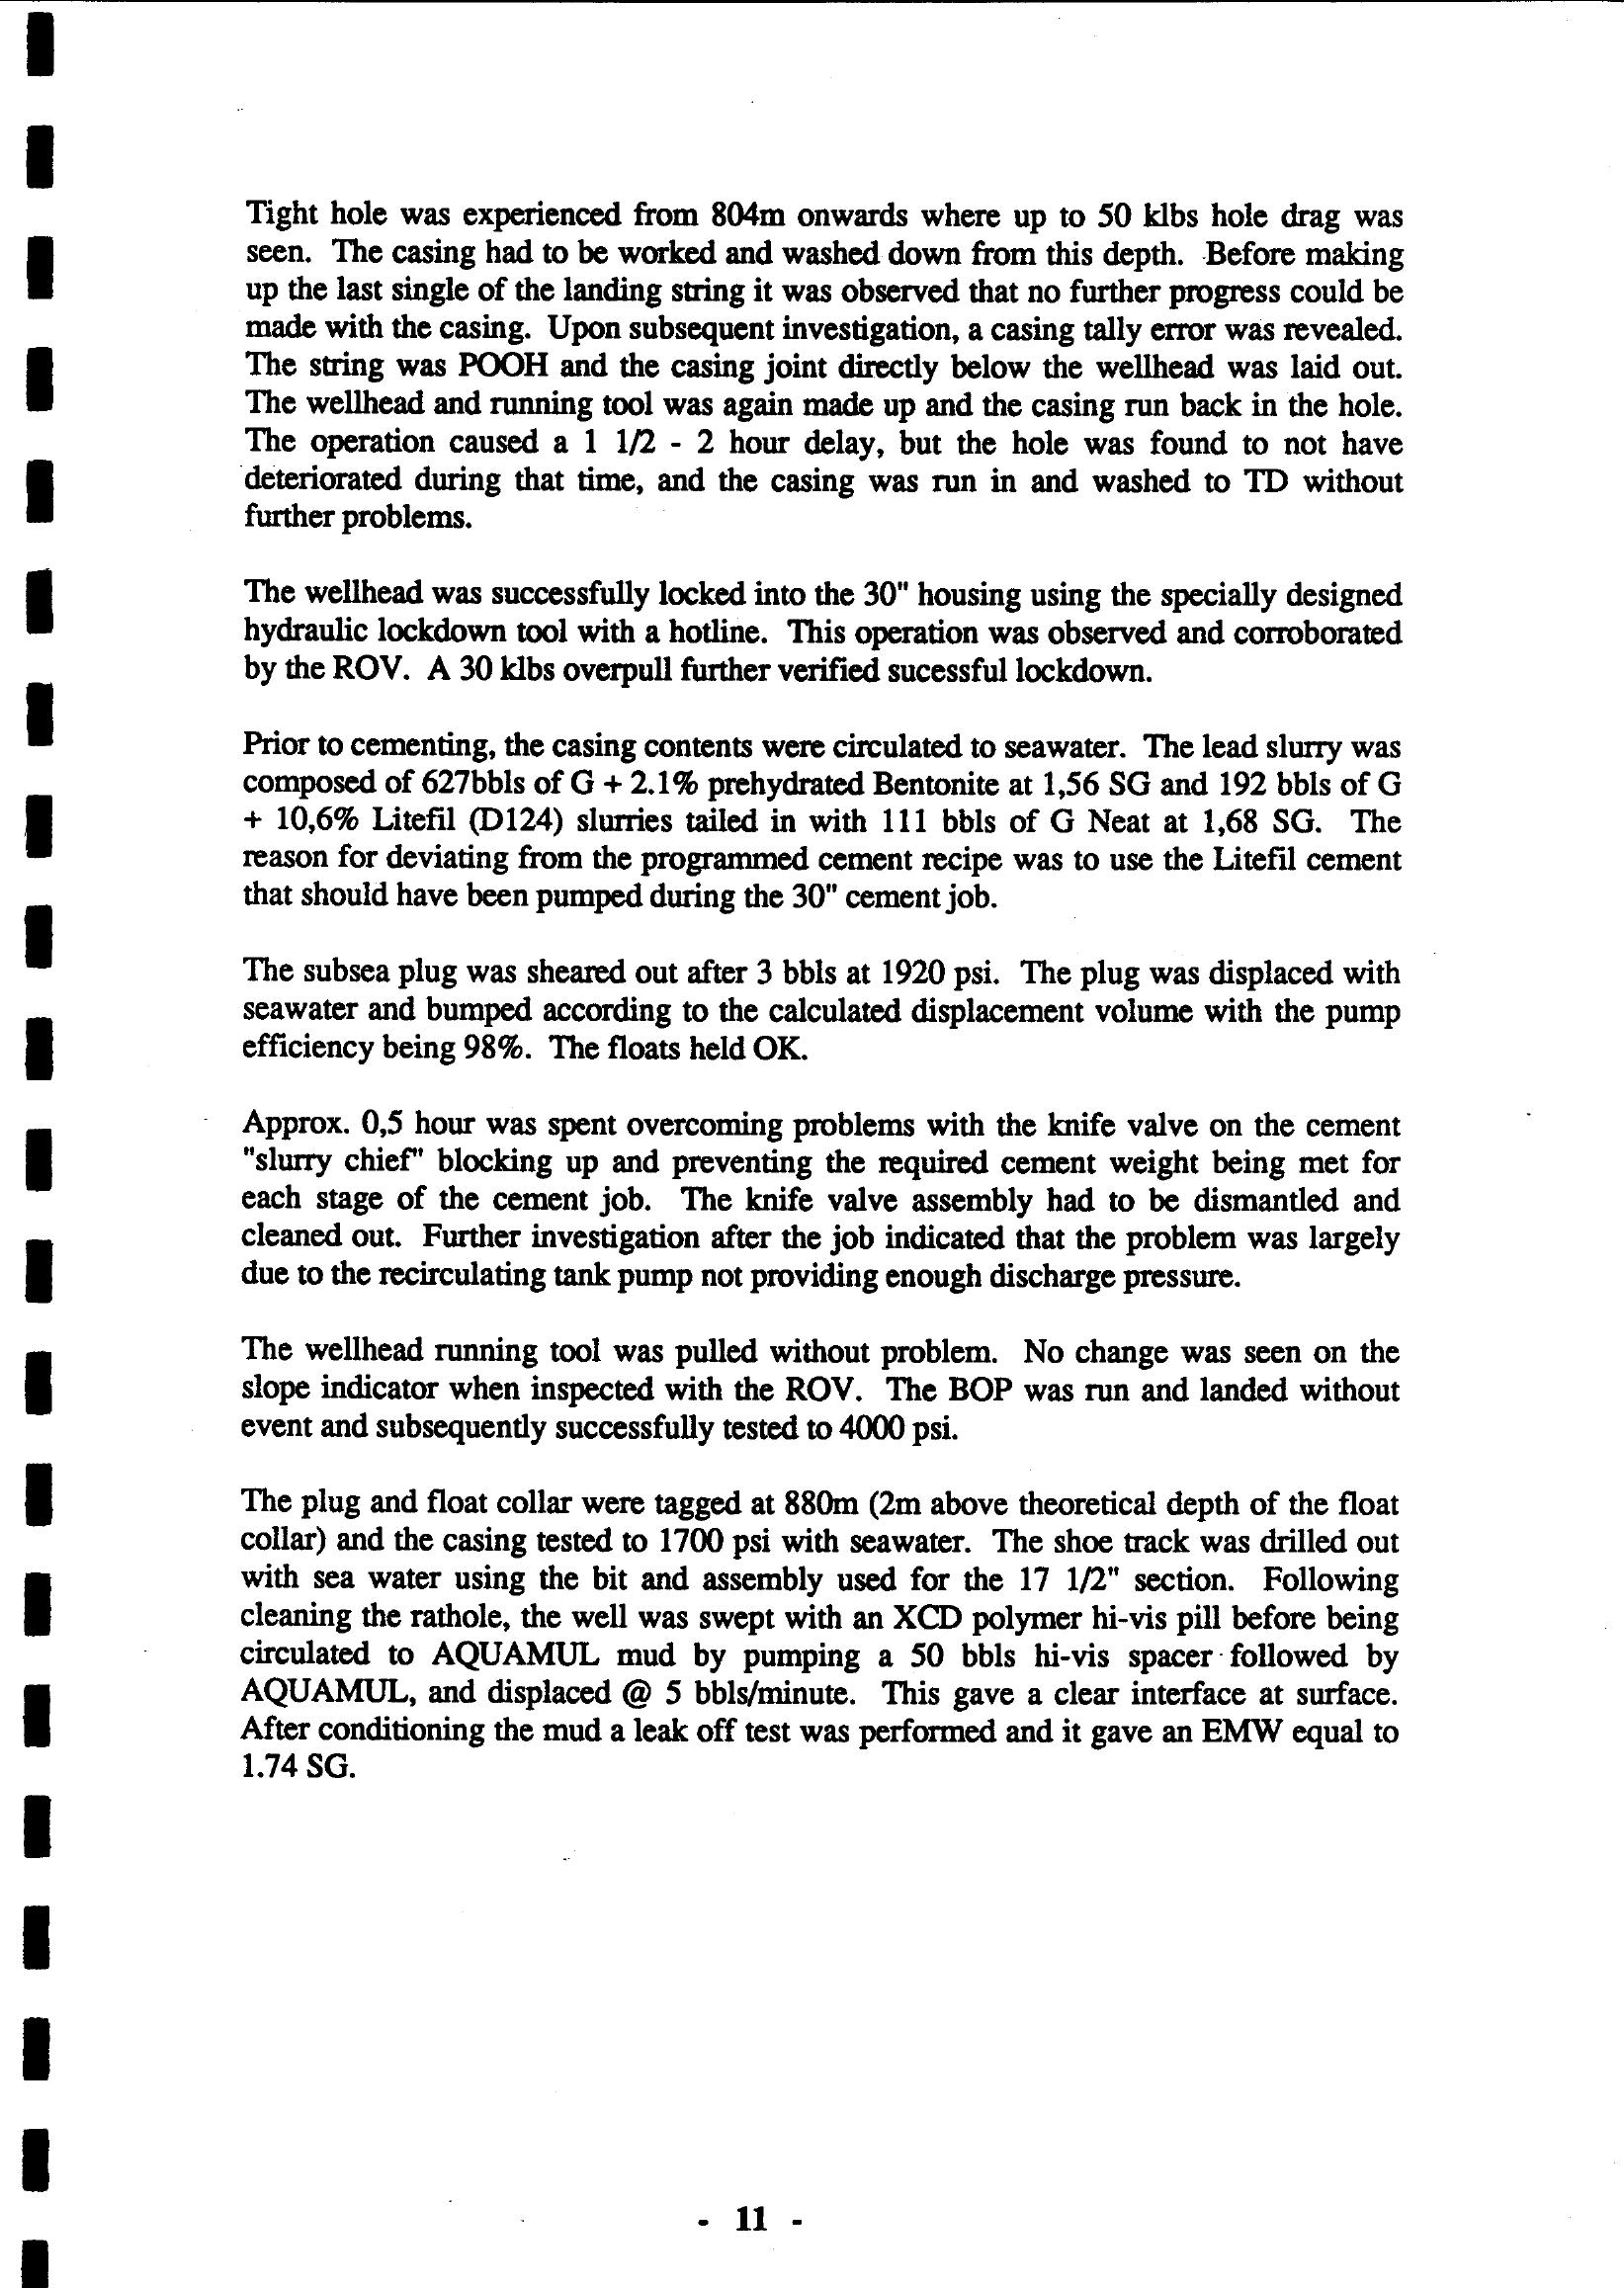 Tight hole was experienced from 804m onwards where up to 50 klbs hole drag was
seen. The casing had to be worked and washed down from this depth. Before making
up the last single of the landing string it was observed that no further progress could be
made with the casing. Upon subsequent investigation, a casing tally error was revealed.
The string was POOH and the casing joint directly below the wellhead was laid out.
The wellhead and running tool was again made up and the casing run back in the hole.
The operation caused a 1 1/2 - 2 hour delay, but the hole was found to not have
deteriorated during that time, and the casing was run in and washed to TD without
further problems.
The wellhead was successfully locked into the 30" housing using the specially designed
hydraulic lockdown tool with a hotline. This operation was observed and corroborated
by the ROV. A 30 klbs overpull further verified sucessful lockdown.
Prior to cementing, the casing contents were circulated to seawater. The lead slurry was
composed of 627bbls of G + 2.1% prehydrated Bentonite at 1,56 SG and 192 bbls of G
+ 10,6% Litefil (D124) slurries tailed in with 111 bbls of G Neat at 1,68 SG. The
reason for deviating from the programmed cement recipe was to use the Litefil cement
that should have been pumped during the 30" cement job.
The subsea plug was sheared out after 3 bbls at 1920 psi. The plug was displaced with
seawater and bumped according to the calculated displacement volume with the pump
efficiency being 98%. The floats held OK.
Approx. 0,5 hour was spent overcoming problems with the knife valve on the cement
"slurry chief" blocking up and preventing the required cement weight being met for
each stage of the cement job. The knife valve assembly had to be dismantled and
cleaned out. Further investigation after the job indicated that the problem was largely
due to the recirculating tank pump not providing enough discharge pressure.
The wellhead running tool was pulled without problem. No change was seen on the
slope indicator when inspected with the ROV. The BOP was run and landed without
event and subsequently successfully tested to 4000 psi.
The plug and float collar were tagged at 880m (2m above theoretical depth of the float
collar) and the casing tested to 1700 psi with seawater. The shoe track was drilled out
with sea water using the bit and assembly used for the 17 1/2" section. Following
cleaning the rathole, the well was swept with an XCD polymer hi-vis pill before being
circulated to AQUAMUL mud by pumping a 50 bbls hi-vis spacer followed by
AQUAMUL, and displaced @ 5 bbls/minute. This gave a clear interface at surface.
After conditioning the mud a leak off test was performed and it gave an EMW equal to
1.74 SG.
- 11 -